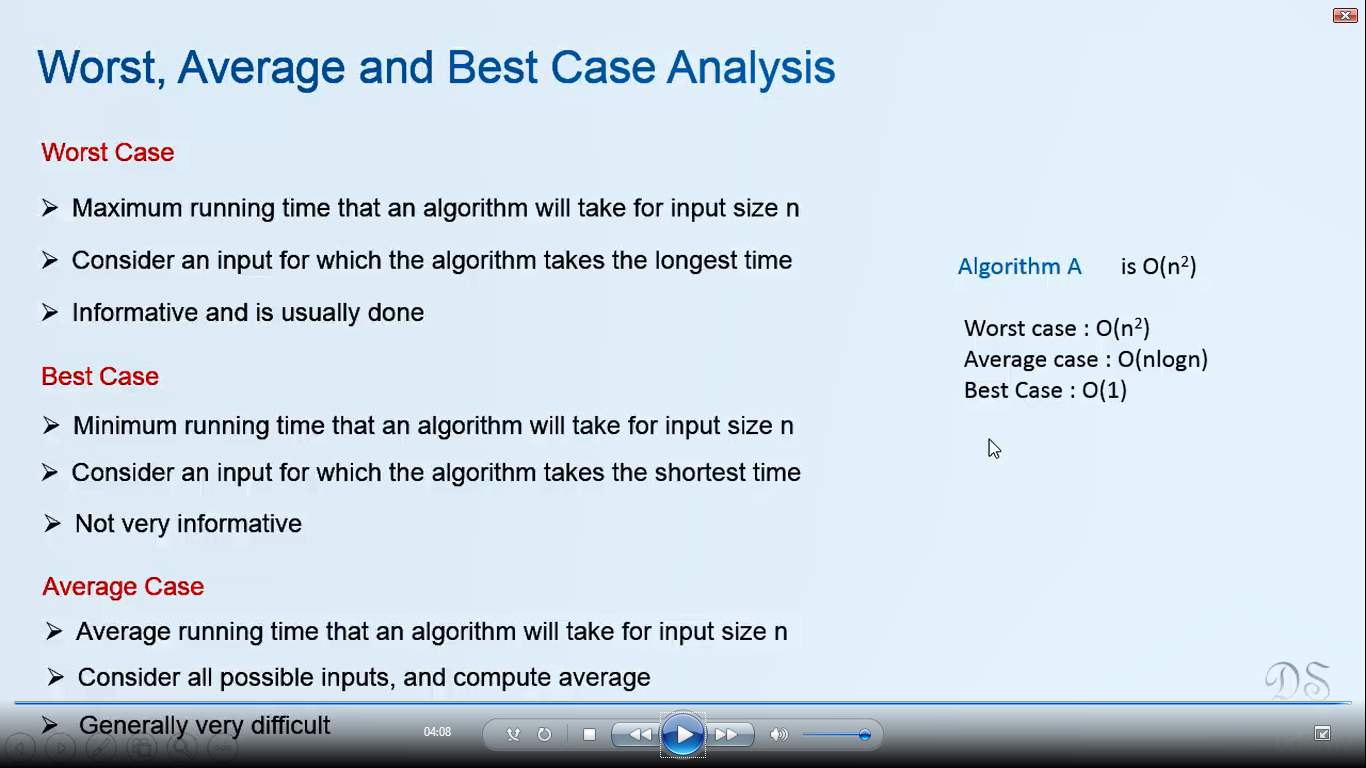 Worst, Average and Best Case Analysis
Worst Case
Maximum running time that an algorithm will take for input size n
Consider an input for which the algorithm takes the longest time
Informative and is usually done
Best Case
Minimum running time that an algorithm will take for input size n
Consider an input for which the algorithm takes the shortest time
Not very informative
Average Case
Average running time that an algorithm will take for input size n
Consider all possible inputs, and compute average
Generally very difficult
Algorithm A is O(n²)
Worst case : O(n²)
Average case : O(nlogn)
Best Case : O(1)
DS
04:08